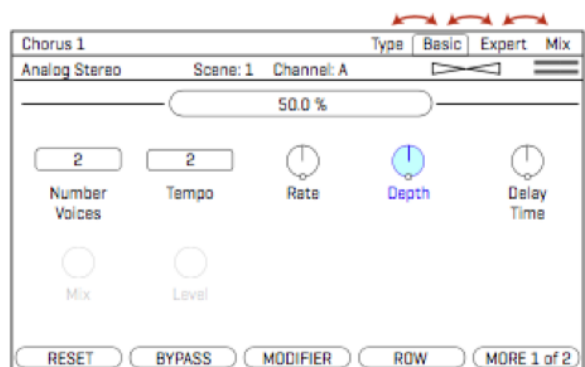 Chorus 1 Type Basic Expert Mix
Analog Stereo Scene: 1 Channel: A
50.0 %
2 2
Number Voices Tempo Rate Depth Delay Time
Mix Level
RESET BYPASS MODIFIER ROW MORE 1 of 2